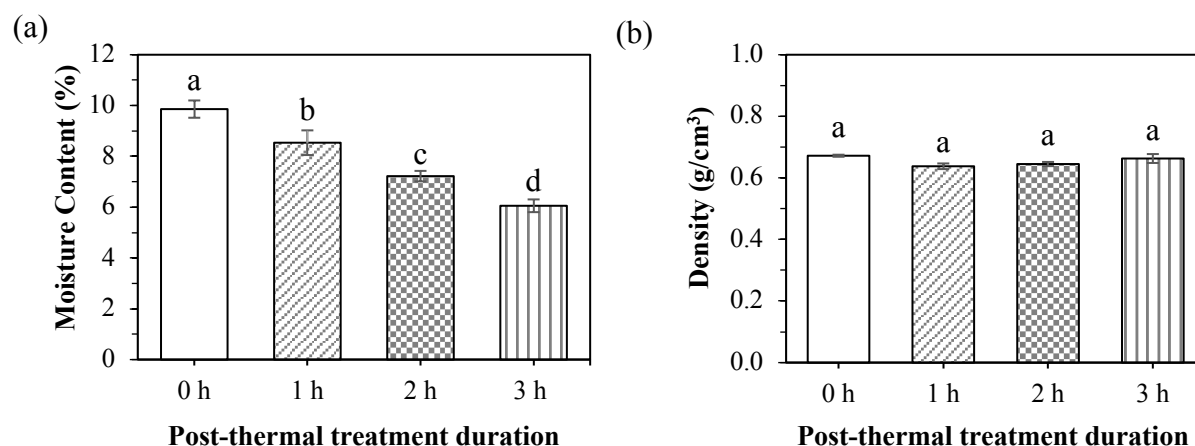 (a)
Moisture Content (%)
12
10
8
6
4
2
0
a
b
c
d
0 h
1 h
2 h
3 h
Post-thermal treatment duration
(b)
Density (g/cm³)
1.0
0.8
0.6
0.4
0.2
0.0
a
a
a
a
0 h
1 h
2 h
3 h
Post-thermal treatment duration